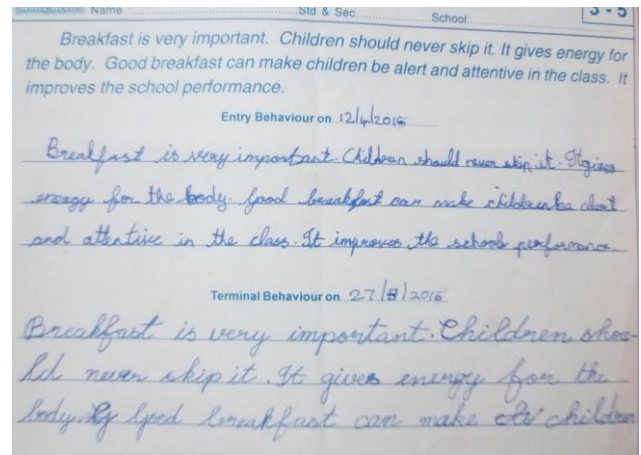 Name Std & Sec School 3 - 5
Breakfast is very important. Children should never skip it. It gives energy for
the body. Good breakfast can make children be alert and attentive in the class. It
improves the school performance.
Entry Behaviour on 12/4/2016
Breakfast is very important. Children should never skip it. It gives
energy for the body. Good breakfast can make children be alert
and attentive in the class. It improves the school performance.
Terminal Behaviour on 27/ /2016
Breakfast is very important. Children shou-
ld never skip it. It gives energy for the
body. Good breakfast can make children